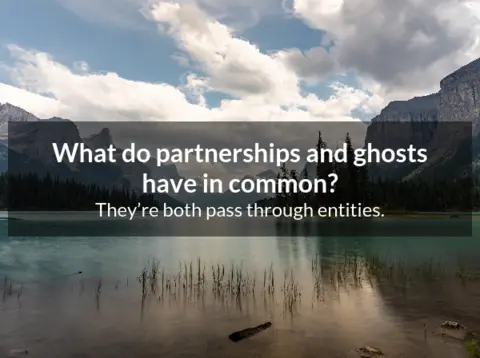 What do partnerships and ghosts
have in common?
They're both pass through entities.